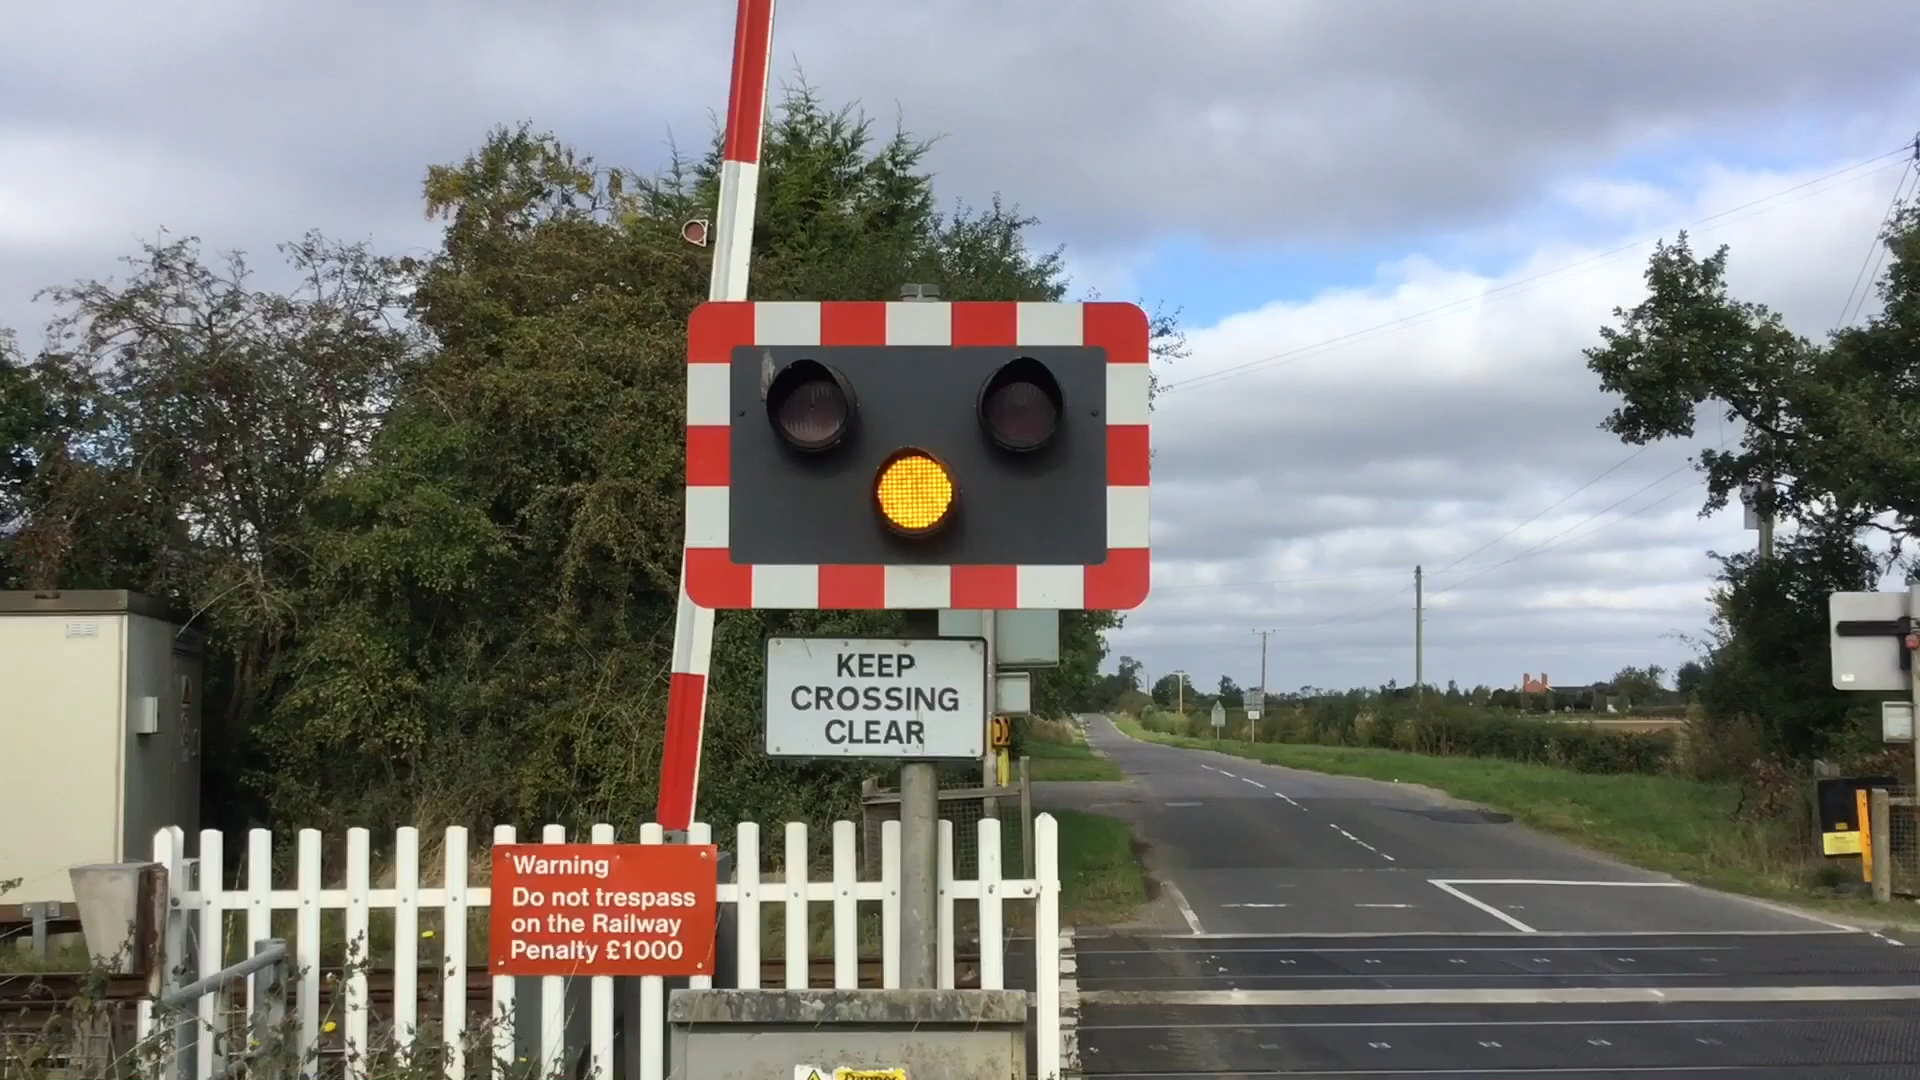 KEEP
CROSSING
CLEAR
Warning
Do not trespass
on the Railway
Penalty £1000